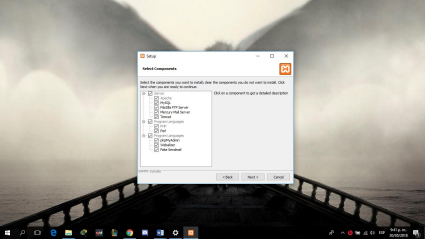 Setup
Select Components
Select the components you want to install; clear the components you do not want to install. Click Next when you are ready to continue.
Server
Apache
MySQL
FileZilla FTP Server
Mercury Mail Server
Tomcat
Program Languages
PHP
Perl
Program Languages
phpMyAdmin
Webalizer
Fake Sendmail
Click on a component to get a detailed description
XAMPP Installer
< Back
Next >
Cancel
ESP